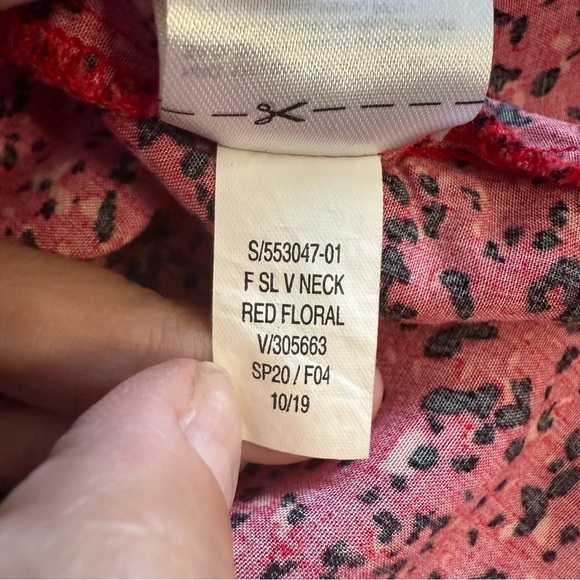 S/553047-01
F SL V NECK
RED FLORAL
V/305663
SP20 / F04
10/19